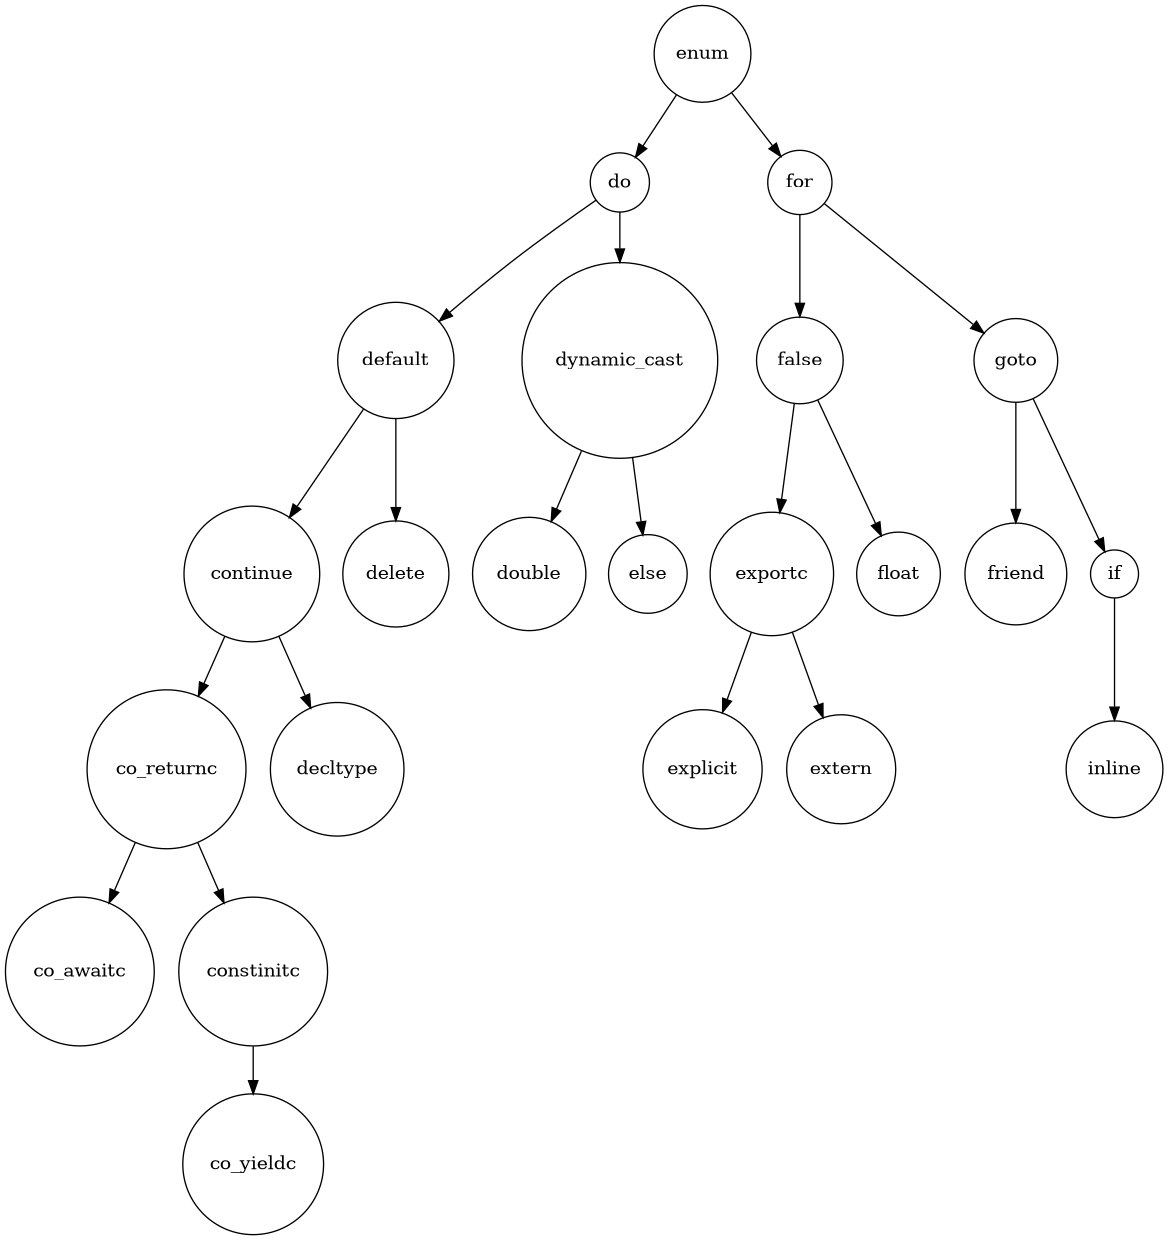 enum
do
for
default
dynamic_cast
false
goto
continue
delete
double
else
exportc
float
friend
if
co_returnc
decltype
explicit
extern
inline
co_awaitc
constinitc
co_yieldc